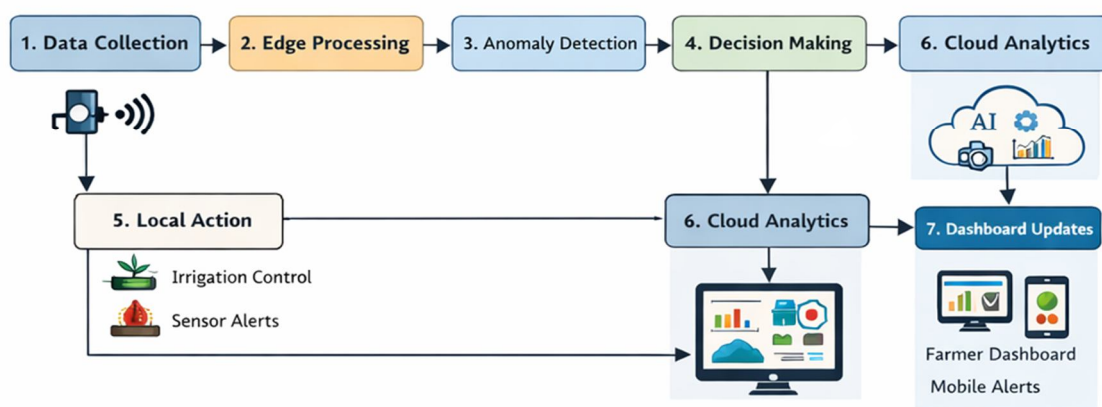 1. Data Collection
2. Edge Processing
3. Anomaly Detection
4. Decision Making
6. Cloud Analytics
AI
5. Local Action
6. Cloud Analytics
7. Dashboard Updates
Irrigation Control
Sensor Alerts
Farmer Dashboard
Mobile Alerts